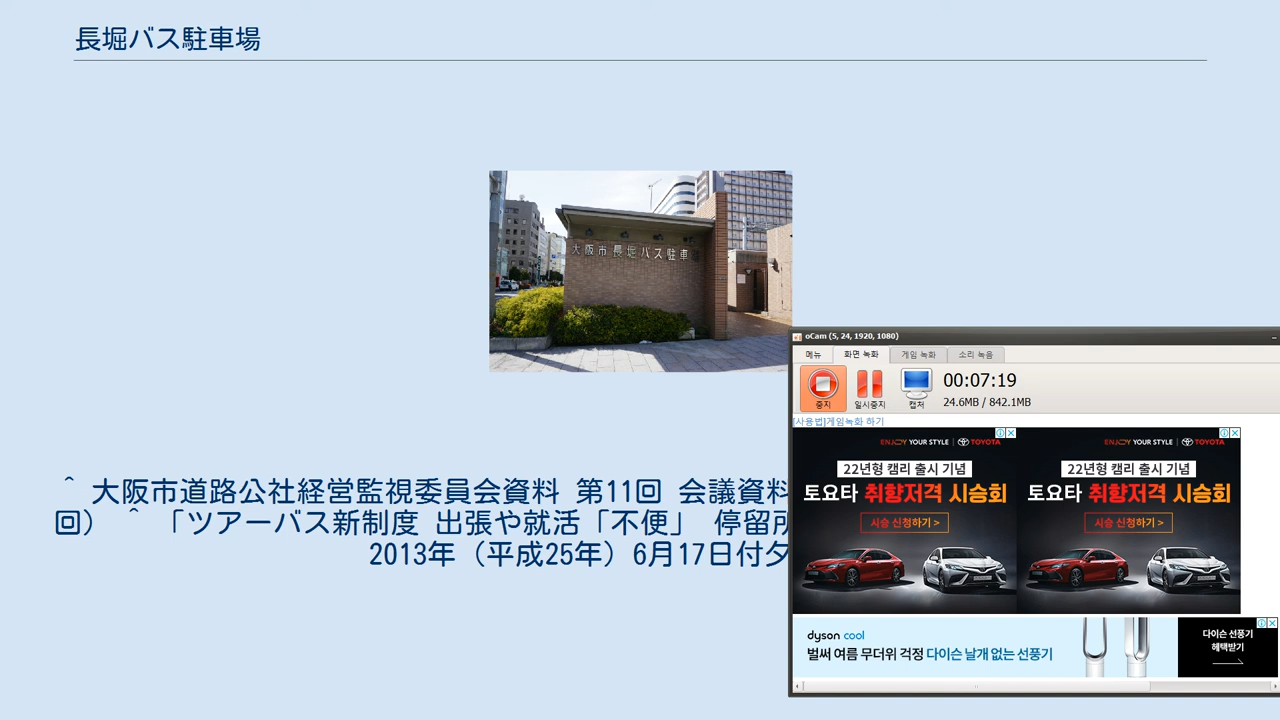 長堀バス駐車場
大阪市長堀バス駐車
^ 大阪市道路公社経営監視委員会資料 第11回 会議資料
回） ^ 「ツアーバス新制度 出張や就活「不便」 停留所
2013年（平成25年）6月17日付夕
oCam (5, 24, 1920, 1080)
메뉴 화면 녹화 게임 녹화 소리 녹음
중지 일시중지 캡처
00:07:19
24.6MB / 842.1MB
[사용법]게임녹화 하기
ENJOY YOUR STYLE | TOYOTA
22년형 캠리 출시 기념
토요타 취향저격 시승회
시승 신청하기 >
ENJOY YOUR STYLE | TOYOTA
22년형 캠리 출시 기념
토요타 취향저격 시승회
시승 신청하기 >
dyson cool
벌써 여름 무더위 걱정 다이슨 날개 없는 선풍기
다이슨 선풍기
혜택받기